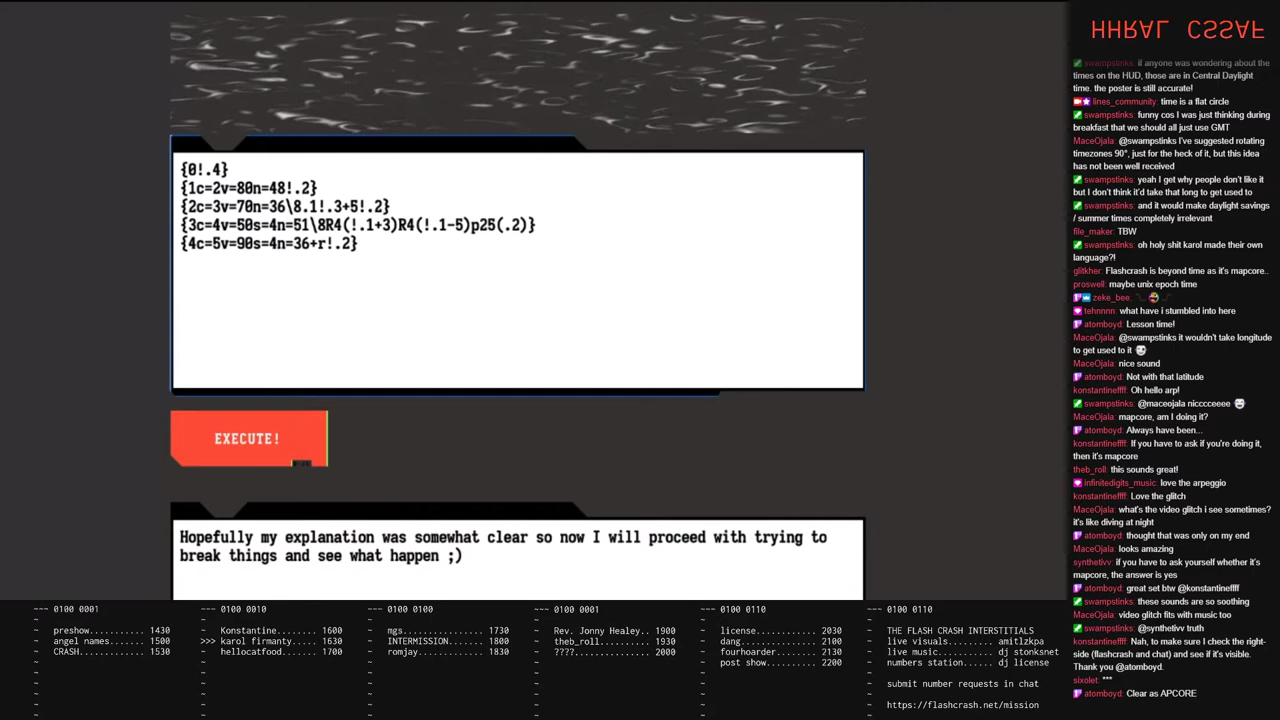 HHRAL CSSAF
{0!.4}
{1c=2v=80n=48!.2}
{2c=3v=70n=36\8.1!.3+5!.2}
{3c=4v=50s=4n=51\8R4(!.1+3)R4(!.1-5)p25(.2)}
{4c=5v=90s=4n=36+r!.2}
EXECUTE!
Hopefully my explanation was somewhat clear so now I will proceed with trying to
break things and see what happen ;)
swampstinks: if anyone was wondering about the
times on the HUD, those are in Central Daylight
time. the poster is still accurate!
lines_community: time is a flat circle
swampstinks: funny cos I was just thinking during
breakfast that we should all just use GMT
MaceOjala: @swampstinks I've suggested rotating
timezones 90°, just for the heck of it, but this idea
has not been well received
swampstinks: yeah I get why people don't like it
but I don't think it'd take that long to get used to
swampstinks: and it would make daylight savings
/ summer times completely irrelevant
file_maker: TBW
swampstinks: oh holy shit karol made their own
language?!
glitkher: Flashcrash is beyond time as it's mapcore..
proswell: maybe unix epoch time
zeke_bee:
tehnnnn: what have i stumbled into here
atomboyd: Lesson time!
MaceOjala: @swampstinks it wouldn't take longitude
to get used to it
MaceOjala: nice sound
atomboyd: Not with that latitude
konstantineffff: Oh hello arp!
swampstinks: @maceojala nicccceeee
MaceOjala: mapcore, am I doing it?
atomboyd: Always have been...
konstantineffff: If you have to ask if you're doing it,
then it's mapcore
theb_roll: this sounds great!
infinitedigits_music: love the arpeggio
konstantineffff: Love the glitch
MaceOjala: what's the video glitch i see sometimes?
it's like diving at night
atomboyd: thought that was only on my end
MaceOjala: looks amazing
synthetivv: if you have to ask yourself whether it's
mapcore, the answer is yes
atomboyd: great set btw @konstantineffff
swampstinks: these sounds are so soothing
MaceOjala: video glitch fits with music too
swampstinks: @synthetivv truth
konstantineffff: Nah, to make sure I check the right-
side (flashcrash and chat) and see if it's visible.
Thank you @atomboyd.
sixolet: ***
atomboyd: Clear as APCORE
~~~ 0100 0001
preshow........... 1430
angel names....... 1500
CRASH............. 1530
~~~ 0100 0010
Konstantine....... 1600
>>> karol firmanty.... 1630
hellocatfood...... 1700
~~~ 0100 0100
mgs............... 1730
INTERMISSION...... 1800
romjay............ 1830
~~~ 0100 0001
Rev. Jonny Healey.. 1900
theb_roll.......... 1930
????............... 2000
~~~ 0100 0110
license........... 2030
dang.............. 2100
fourhoarder....... 2130
post show......... 2200
~~~ 0100 0110
THE FLASH CRASH INTERSTITIALS
live visuals......... amitlzkpa
live music....... dj stonksnet
numbers station...... dj license
submit number requests in chat
https://flashcrash.net/mission